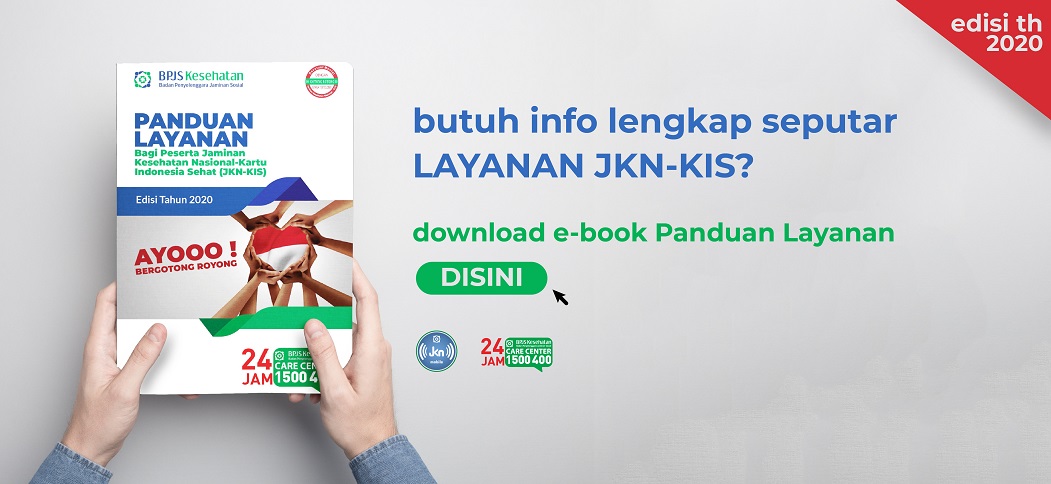 BPJS Kesehatan
Badan Penyelenggara Jaminan Sosial
PANDUAN
LAYANAN
Bagi Peserta Jaminan
Kesehatan Nasional-Kartu
Indonesia Sehat (JKN-KIS)
Edisi Tahun 2020
AYOOO !
BERGOTONG ROYONG
24
JAM
CARE CENTER
1500 4
edisi th
2020
butuh info lengkap seputar
LAYANAN JKN-KIS?
download e-book Panduan Layanan
DISINI
Jkn
mobile
24
JAM
BPJS Kesehatan
CARE CENTER
1500 400